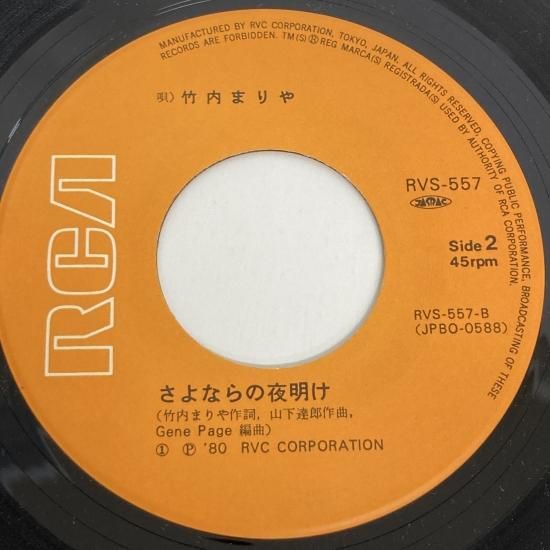 MANUFACTURED BY RVC CORPORATION, TOKYO, JAPAN. ALL RIGHTS RESERVED, COPYING PUBLIC PERFORMANCE, BROADCASTING OF THESE
RECORDS ARE FORBIDDEN. TM(S)®REG MARCA(S) REGISTRADA(S) USED BY AUTHORITY OF RCA CORPORATION.
唄) 竹内まりや
RCA
RVS-557
JASRAC
Side 2
45rpm
RVS-557-B
(JPBO-0588)
さよならの夜明け
(竹内まりや作詞, 山下達郎作曲,
Gene Page 編曲)
① Ⓟ '80 RVC CORPORATION